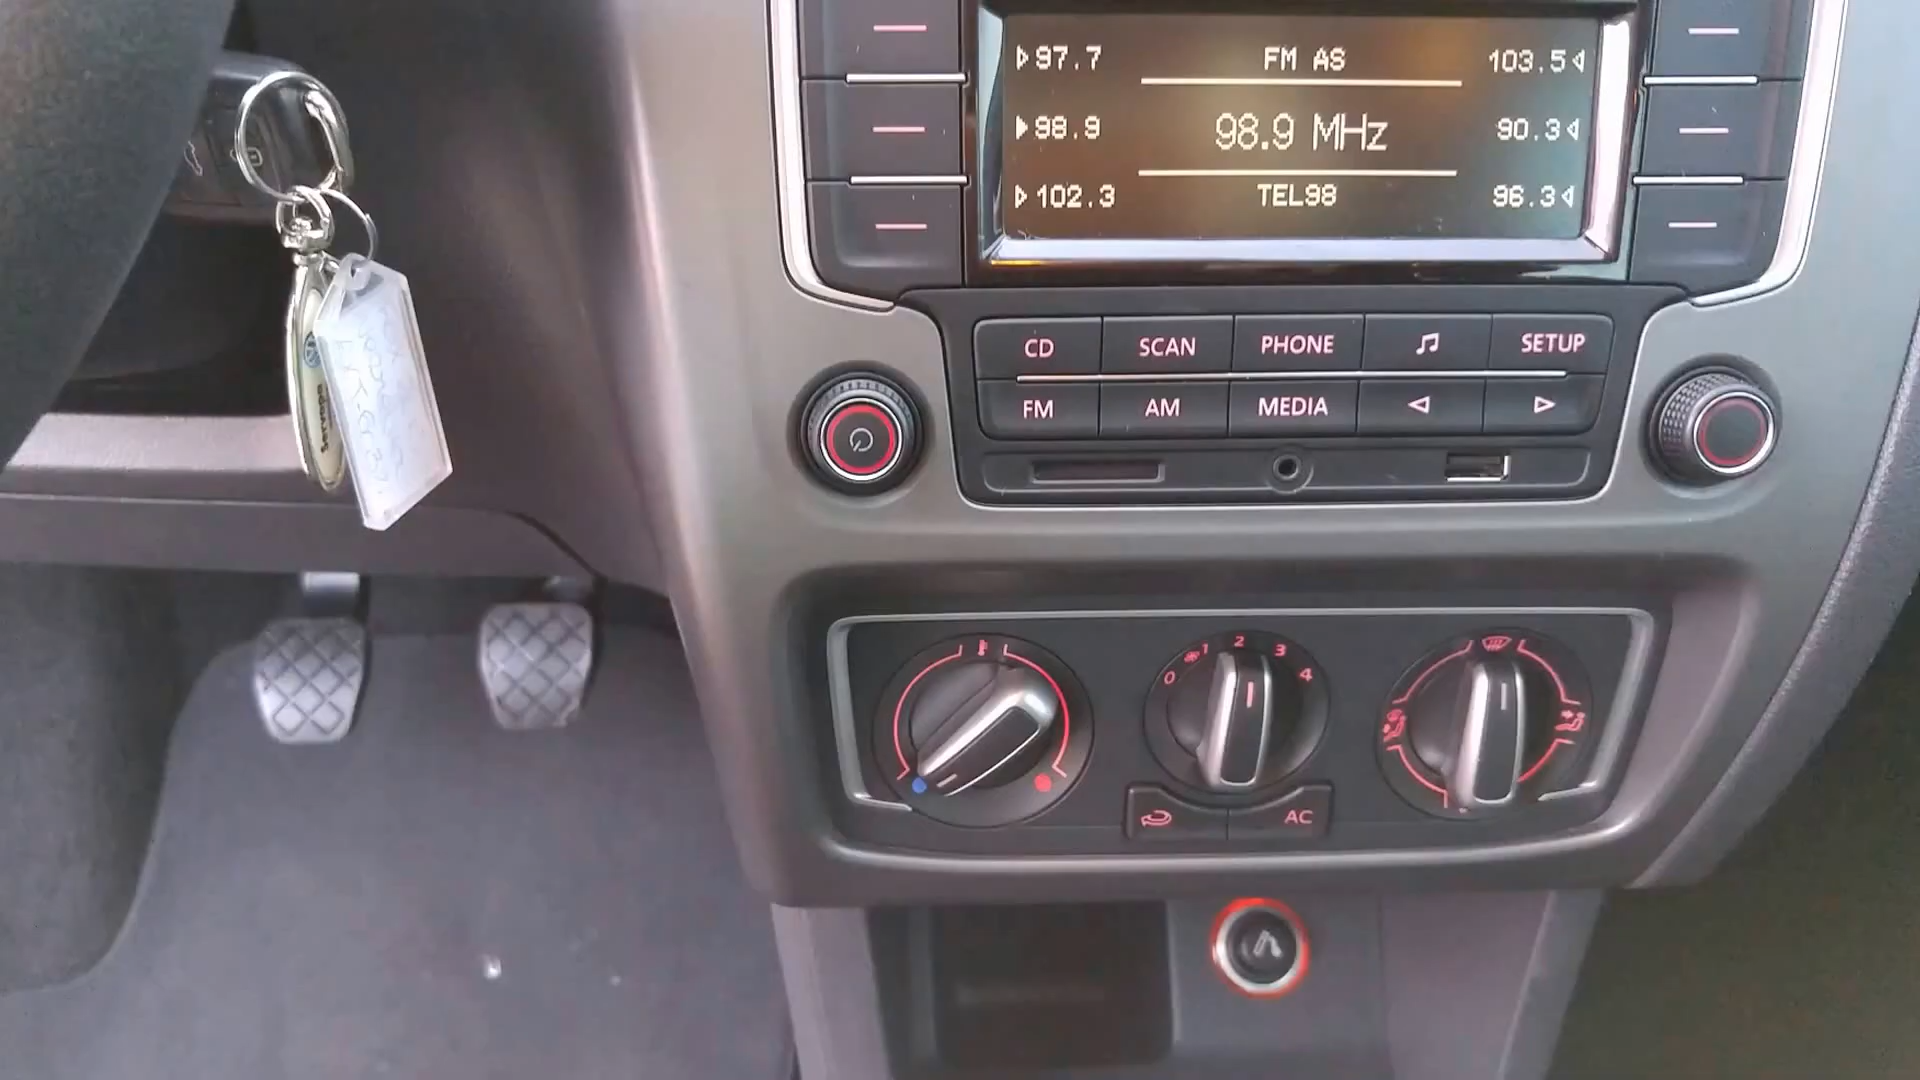 97.7 FM AS 103.5
98.9 98.9 MHz 90.3
102.3 TEL98 96.3
CD SCAN PHONE SETUP
FM AM MEDIA
0 1 2 3 4
AC